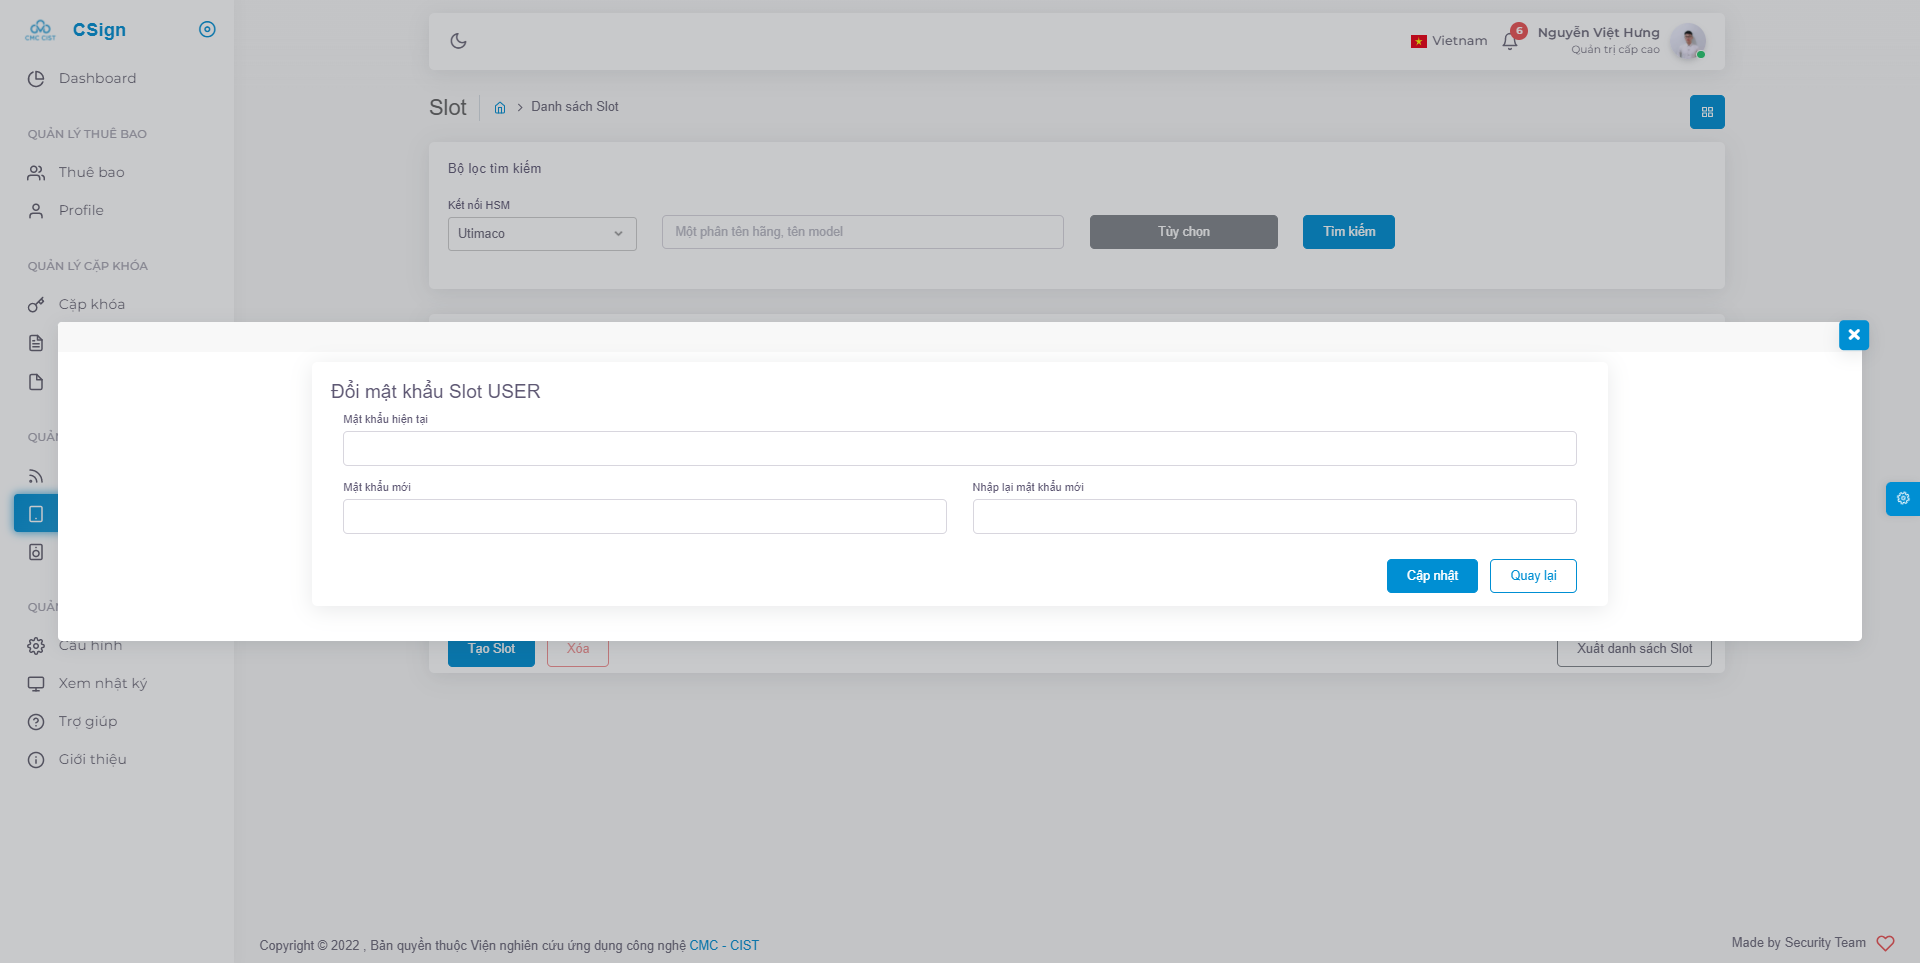 CMC CIST
CSign
Dashboard
QUẢN LÝ THUÊ BAO
Thuê bao
Profile
QUẢN LÝ CẶP KHÓA
Cặp khóa
QUẢN
QUẢN
Cấu hình
Xem nhật ký
Trợ giúp
Giới thiệu
Vietnam
6
Nguyễn Việt Hưng
Quản trị cấp cao
Slot
Danh sách Slot
Bộ lọc tìm kiếm
Kết nối HSM
Utimaco
Một phần tên hãng, tên model
Tùy chọn
Tìm kiếm
Đổi mật khẩu Slot USER
Mật khẩu hiện tại
Mật khẩu mới
Nhập lại mật khẩu mới
Cập nhật
Quay lại
Tạo Slot
Xóa
Xuất danh sách Slot
Copyright © 2022 , Bản quyền thuộc Viện nghiên cứu ứng dụng công nghệ CMC - CIST
Made by Security Team